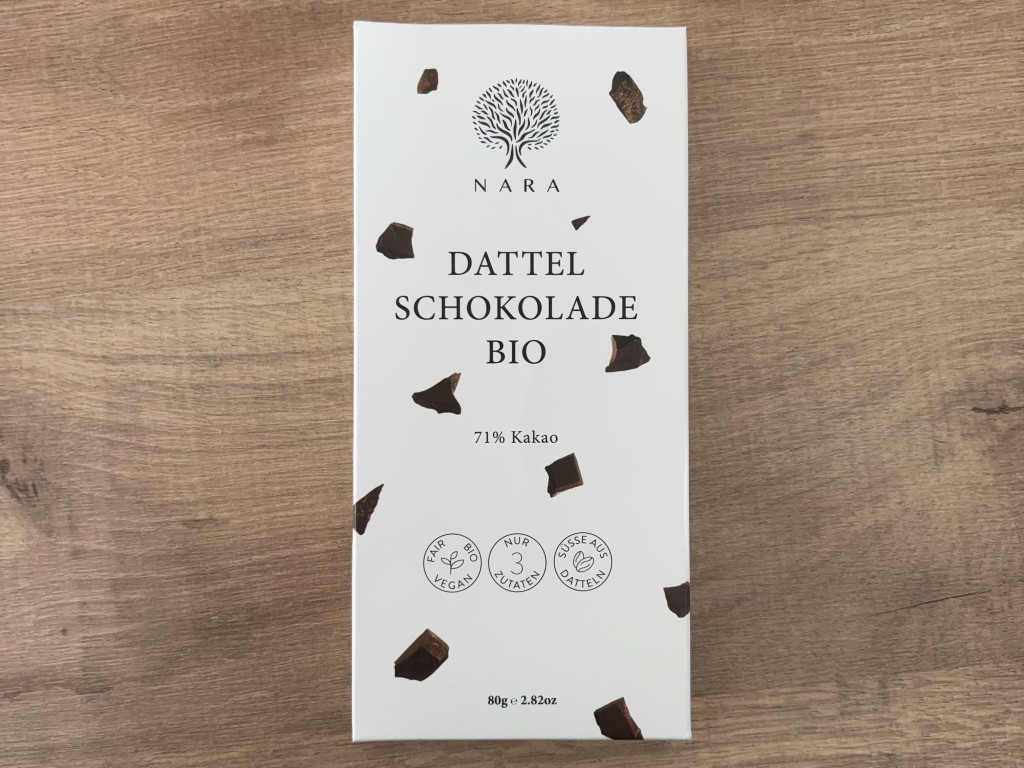 NARA
DATTEL
SCHOKOLADE
BIO
71% Kakao
FAIR BIO
VEGAN
NUR
3
ZUTATEN
SÜSSE AUS
DATTELN
80g ℮ 2.82oz